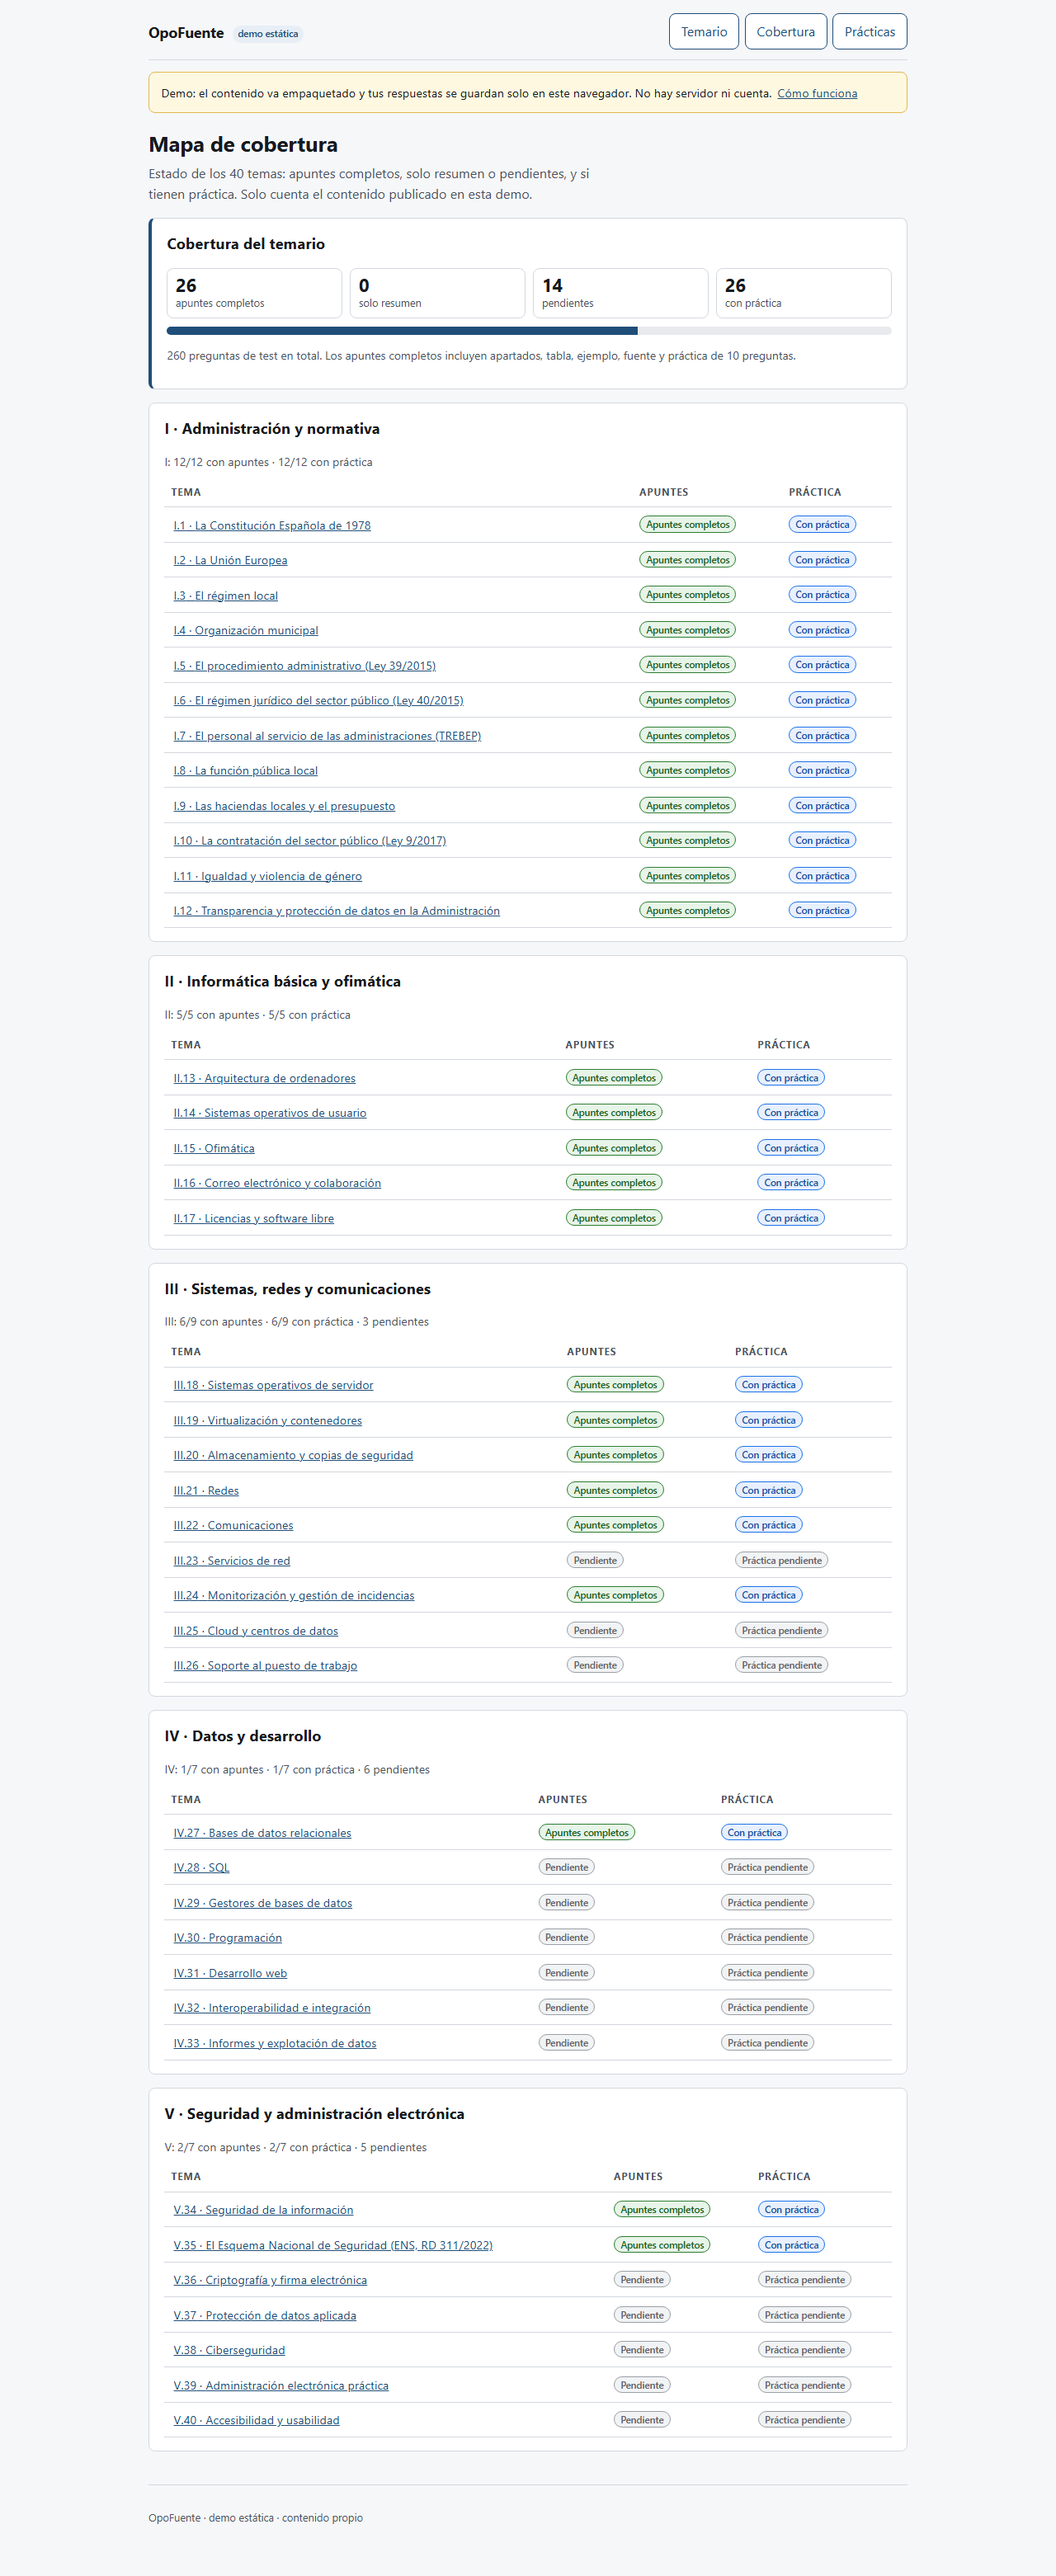 OpoFuente demo estática Temario Cobertura Prácticas
Demo: el contenido va empaquetado y tus respuestas se guardan solo en este navegador. No hay servidor ni cuenta. Cómo funciona
Mapa de cobertura
Estado de los 40 temas: apuntes completos, solo resumen o pendientes, y si
tienen práctica. Solo cuenta el contenido publicado en esta demo.
Cobertura del temario
26 0 14 26
apuntes completos solo resumen pendientes con práctica
260 preguntas de test en total. Los apuntes completos incluyen apartados, tabla, ejemplo, fuente y práctica de 10 preguntas.
I · Administración y normativa
I: 12/12 con apuntes · 12/12 con práctica
TEMA APUNTES PRÁCTICA
I.1 · La Constitución Española de 1978 Apuntes completos Con práctica
I.2 · La Unión Europea Apuntes completos Con práctica
I.3 · El régimen local Apuntes completos Con práctica
I.4 · Organización municipal Apuntes completos Con práctica
I.5 · El procedimiento administrativo (Ley 39/2015) Apuntes completos Con práctica
I.6 · El régimen jurídico del sector público (Ley 40/2015) Apuntes completos Con práctica
I.7 · El personal al servicio de las administraciones (TREBEP) Apuntes completos Con práctica
I.8 · La función pública local Apuntes completos Con práctica
I.9 · Las haciendas locales y el presupuesto Apuntes completos Con práctica
I.10 · La contratación del sector público (Ley 9/2017) Apuntes completos Con práctica
I.11 · Igualdad y violencia de género Apuntes completos Con práctica
I.12 · Transparencia y protección de datos en la Administración Apuntes completos Con práctica
II · Informática básica y ofimática
II: 5/5 con apuntes · 5/5 con práctica
TEMA APUNTES PRÁCTICA
II.13 · Arquitectura de ordenadores Apuntes completos Con práctica
II.14 · Sistemas operativos de usuario Apuntes completos Con práctica
II.15 · Ofimática Apuntes completos Con práctica
II.16 · Correo electrónico y colaboración Apuntes completos Con práctica
II.17 · Licencias y software libre Apuntes completos Con práctica
III · Sistemas, redes y comunicaciones
III: 6/9 con apuntes · 6/9 con práctica · 3 pendientes
TEMA APUNTES PRÁCTICA
III.18 · Sistemas operativos de servidor Apuntes completos Con práctica
III.19 · Virtualización y contenedores Apuntes completos Con práctica
III.20 · Almacenamiento y copias de seguridad Apuntes completos Con práctica
III.21 · Redes Apuntes completos Con práctica
III.22 · Comunicaciones Apuntes completos Con práctica
III.23 · Servicios de red Pendiente Práctica pendiente
III.24 · Monitorización y gestión de incidencias Apuntes completos Con práctica
III.25 · Cloud y centros de datos Pendiente Práctica pendiente
III.26 · Soporte al puesto de trabajo Pendiente Práctica pendiente
IV · Datos y desarrollo
IV: 1/7 con apuntes · 1/7 con práctica · 6 pendientes
TEMA APUNTES PRÁCTICA
IV.27 · Bases de datos relacionales Apuntes completos Con práctica
IV.28 · SQL Pendiente Práctica pendiente
IV.29 · Gestores de bases de datos Pendiente Práctica pendiente
IV.30 · Programación Pendiente Práctica pendiente
IV.31 · Desarrollo web Pendiente Práctica pendiente
IV.32 · Interoperabilidad e integración Pendiente Práctica pendiente
IV.33 · Informes y explotación de datos Pendiente Práctica pendiente
V · Seguridad y administración electrónica
V: 2/7 con apuntes · 2/7 con práctica · 5 pendientes
TEMA APUNTES PRÁCTICA
V.34 · Seguridad de la información Apuntes completos Con práctica
V.35 · El Esquema Nacional de Seguridad (ENS, RD 311/2022) Apuntes completos Con práctica
V.36 · Criptografía y firma electrónica Pendiente Práctica pendiente
V.37 · Protección de datos aplicada Pendiente Práctica pendiente
V.38 · Ciberseguridad Pendiente Práctica pendiente
V.39 · Administración electrónica práctica Pendiente Práctica pendiente
V.40 · Accesibilidad y usabilidad Pendiente Práctica pendiente
OpoFuente · demo estática · contenido propio